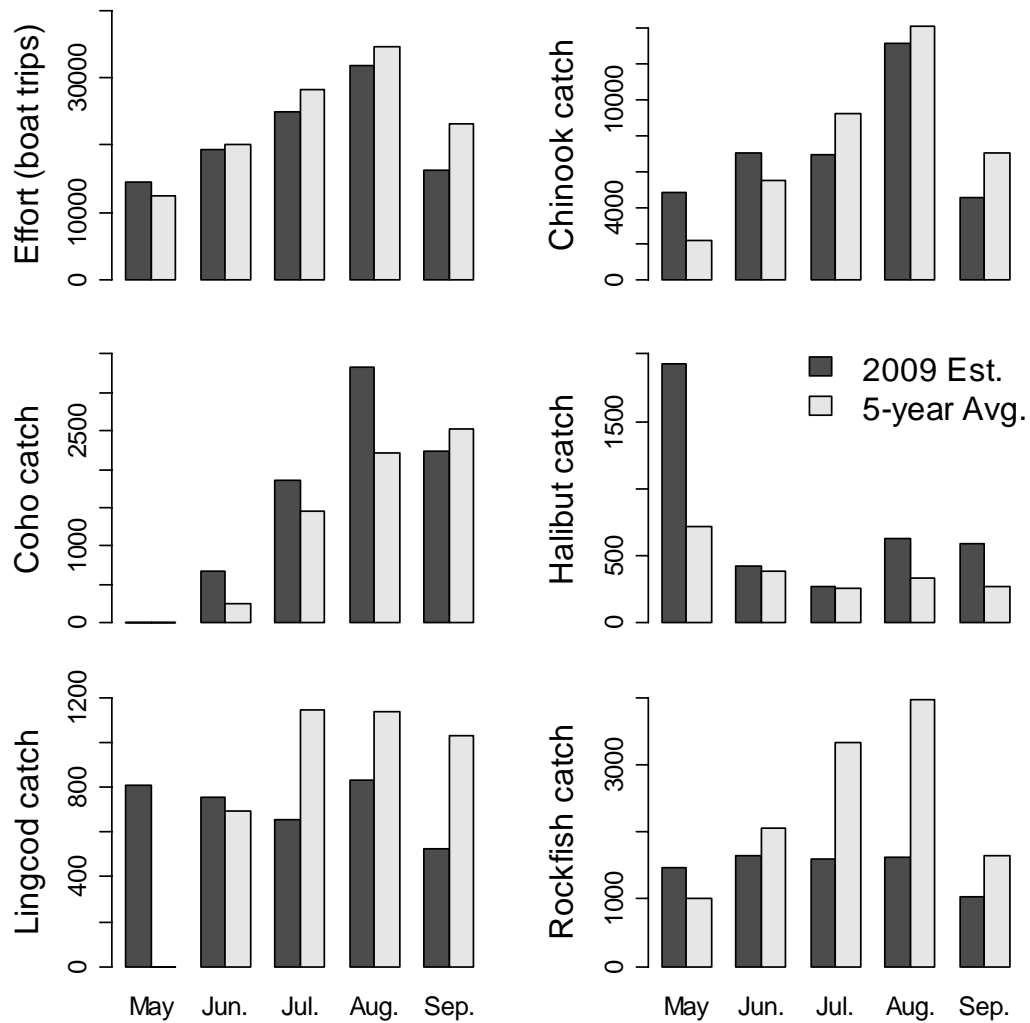 Effort (boat trips)
0
10000
30000
Chinook catch
0
4000
10000
Coho catch
0
1000
2500
Halibut catch
0
500
1500
2009 Est.
5-year Avg.
Lingcod catch
0
400
800
1200
May Jun. Jul. Aug. Sep.
Rockfish catch
0
1000
3000
May Jun. Jul. Aug. Sep.